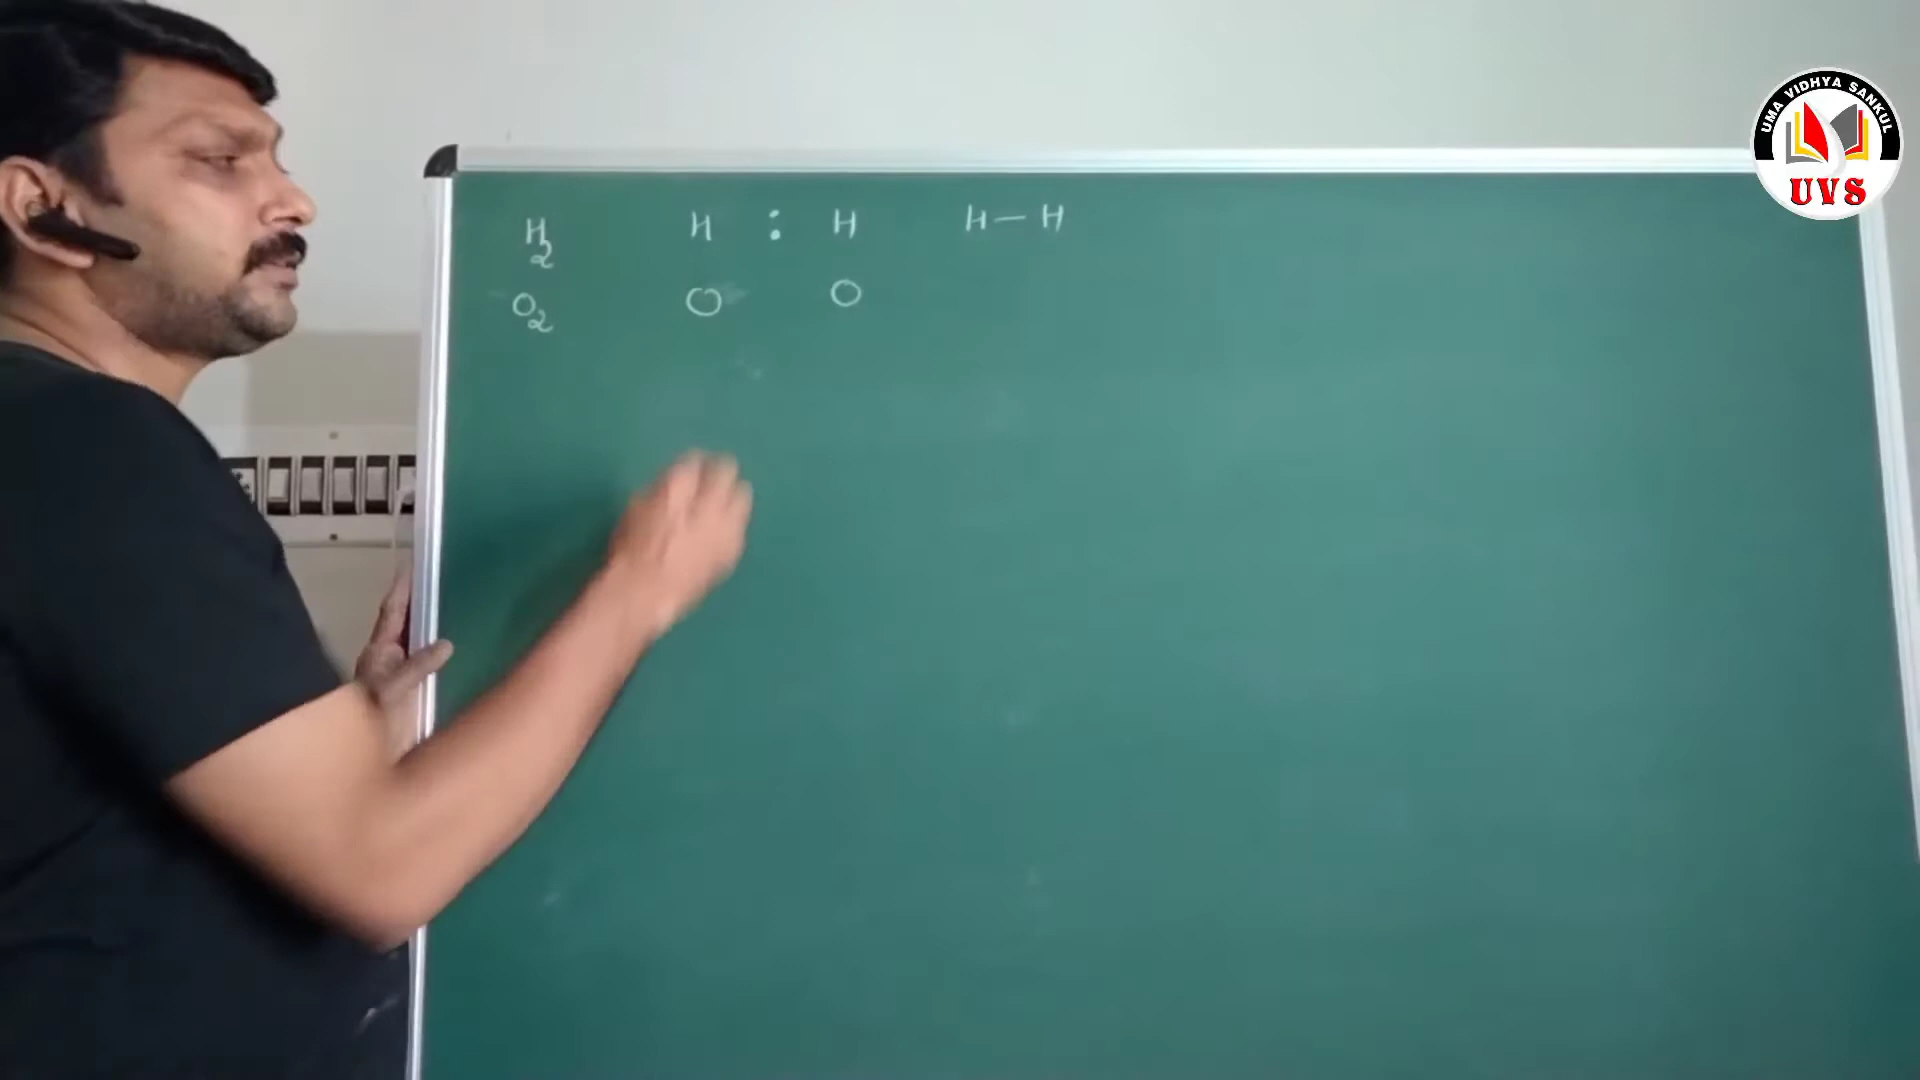 H₂ H : H H — H
O₂ O O
UMA VIDHYA SANKUL
UVS